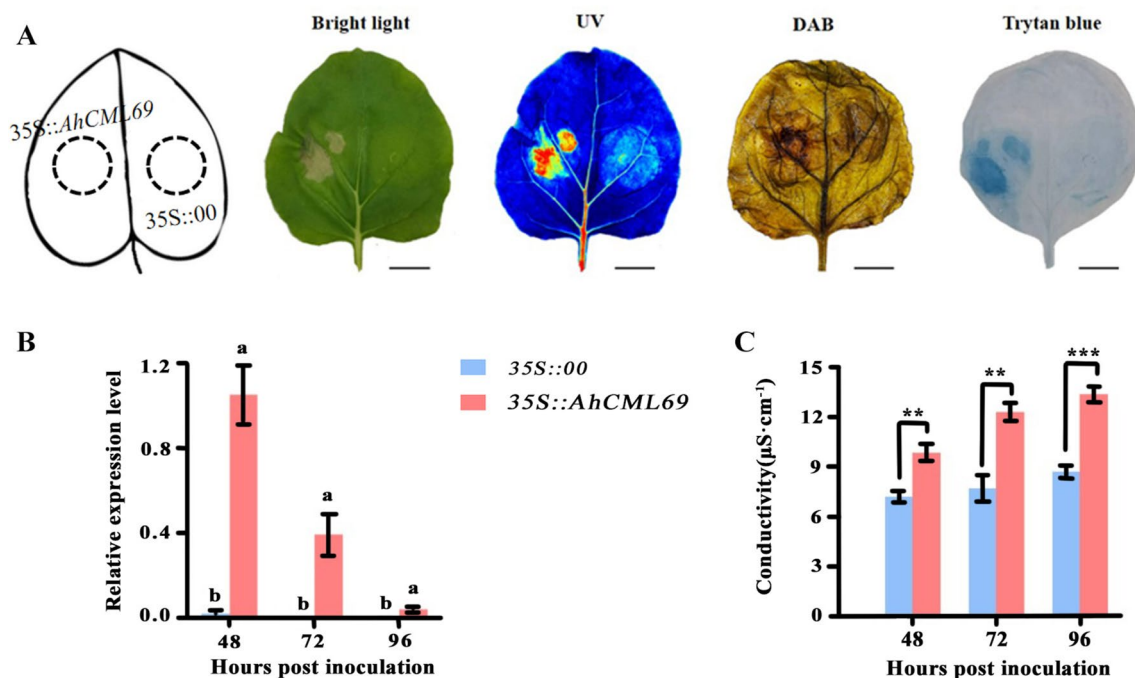 A
Bright light
UV
DAB
Trytan blue
35S::AhCML69
35S::00
B
1.2
0.8
0.4
0.0
Relative expression level
a
b
a
b
a
b
48
72
96
Hours post inoculation
35S::00
35S::AhCML69
C
15
12
9
6
3
0
Conductivity(μS·cm⁻¹)
**
**
***
48
72
96
Hours post inoculation